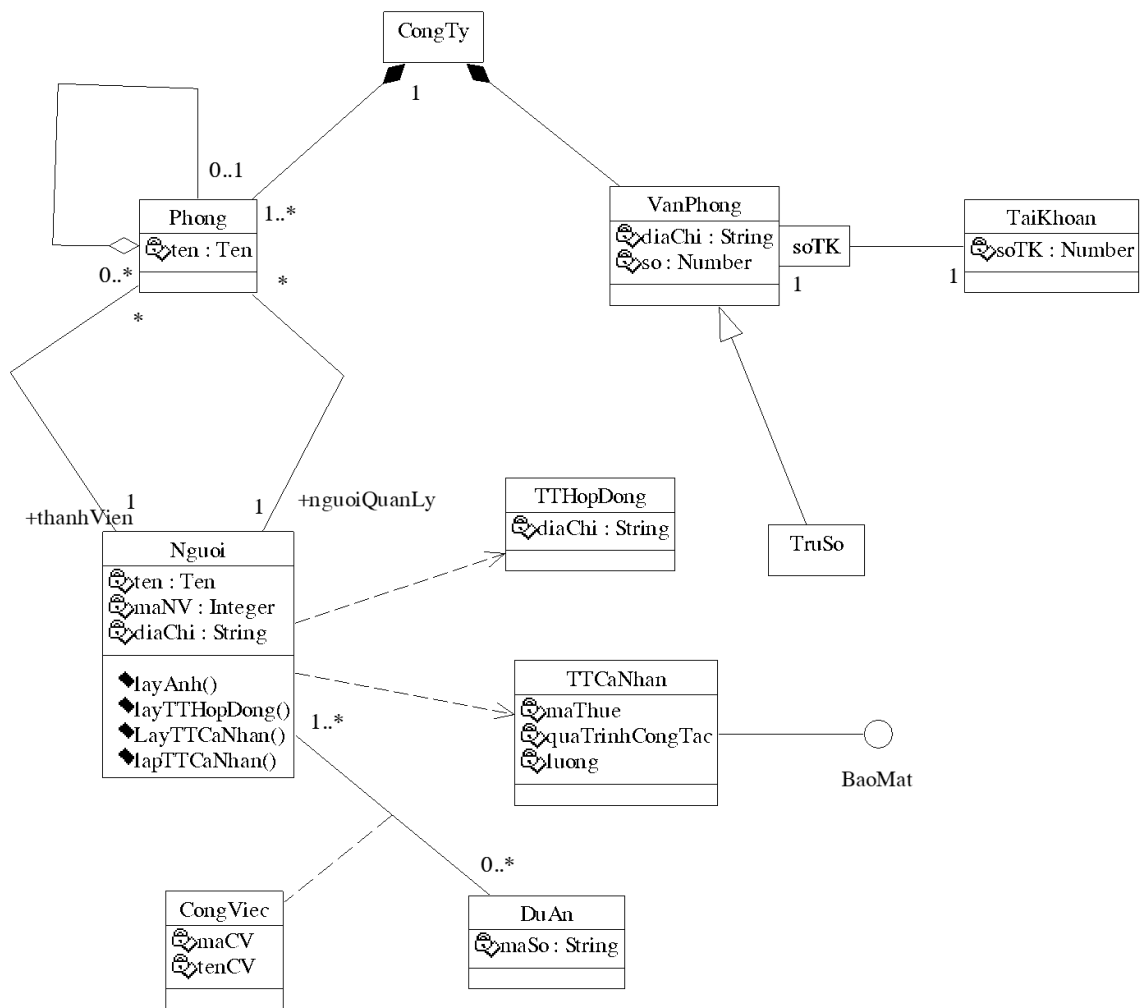 CongTy
1
0..1
Phong
ten : Ten
1..*
0..*
*
*
VanPhong
diaChi : String
so : Number
soTK
1
TaiKhoan
soTK : Number
1
1
+thanhVien
1
+nguoiQuanLy
TTHopDong
diaChi : String
TruSo
Nguoi
ten : Ten
maNV : Integer
diaChi : String
layAnh()
layTTHopDong()
LayTTCaNhan()
lapTTCaNhan()
1..*
TTCaNhan
maThue
quaTrinhCongTac
luong
BaoMat
0..*
CongViec
maCV
tenCV
DuAn
maSo : String